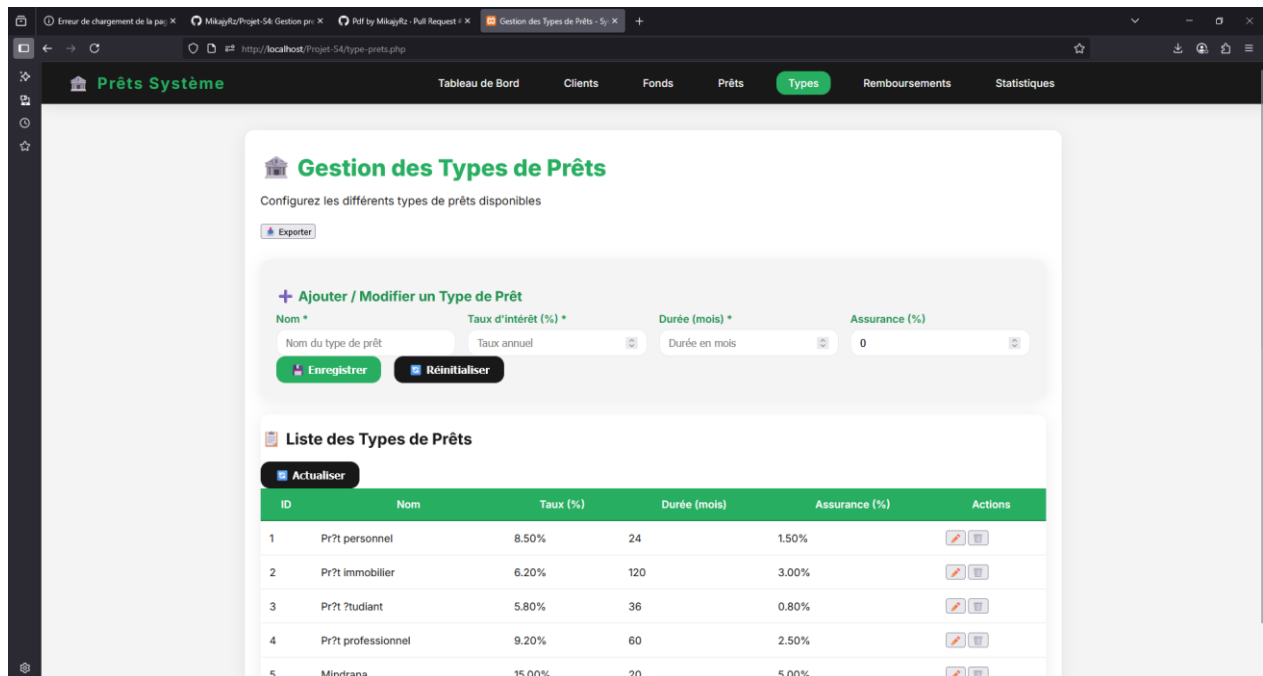 Erreur de chargement de la pag
MikajyRz/Projet-S4: Gestion pro
Pdf by MikajyRz · Pull Request #
Gestion des Types de Prêts - Sy
http://localhost/Projet-S4/type-prets.php
Prêts Système
Tableau de Bord Clients Fonds Prêts Types Remboursements Statistiques
Gestion des Types de Prêts
Configurez les différents types de prêts disponibles
Exporter
Ajouter / Modifier un Type de Prêt
Nom * Taux d'intérêt (%) * Durée (mois) * Assurance (%)
Nom du type de prêt Taux annuel Durée en mois 0
Enregistrer Réinitialiser
Liste des Types de Prêts
Actualiser
ID Nom Taux (%) Durée (mois) Assurance (%) Actions
1 Pr?t personnel 8.50% 24 1.50%
2 Pr?t immobilier 6.20% 120 3.00%
3 Pr?t ?tudiant 5.80% 36 0.80%
4 Pr?t professionnel 9.20% 60 2.50%
5 Mindrana 15.00% 20 5.00%